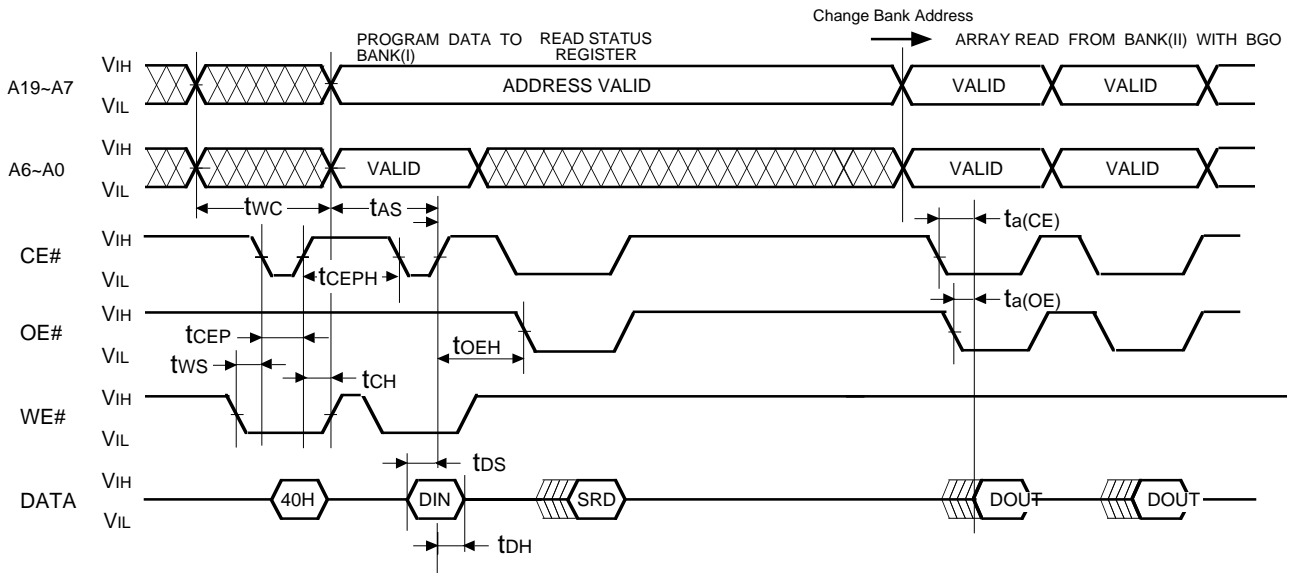 Change Bank Address
PROGRAM DATA TO BANK(I)
READ STATUS REGISTER
ARRAY READ FROM BANK(II) WITH BGO
A19~A7
VIH
VIL
ADDRESS VALID
VALID
VALID
A6~A0
VIH
VIL
VALID
VALID
VALID
tWC
tAS
ta(CE)
CE#
VIH
VIL
tCEPH
ta(OE)
OE#
VIH
VIL
tCEP
tOEH
tWS
tCH
WE#
VIH
VIL
tDS
DATA
VIH
VIL
40H
DIN
SRD
DOUT
DOUT
tDH